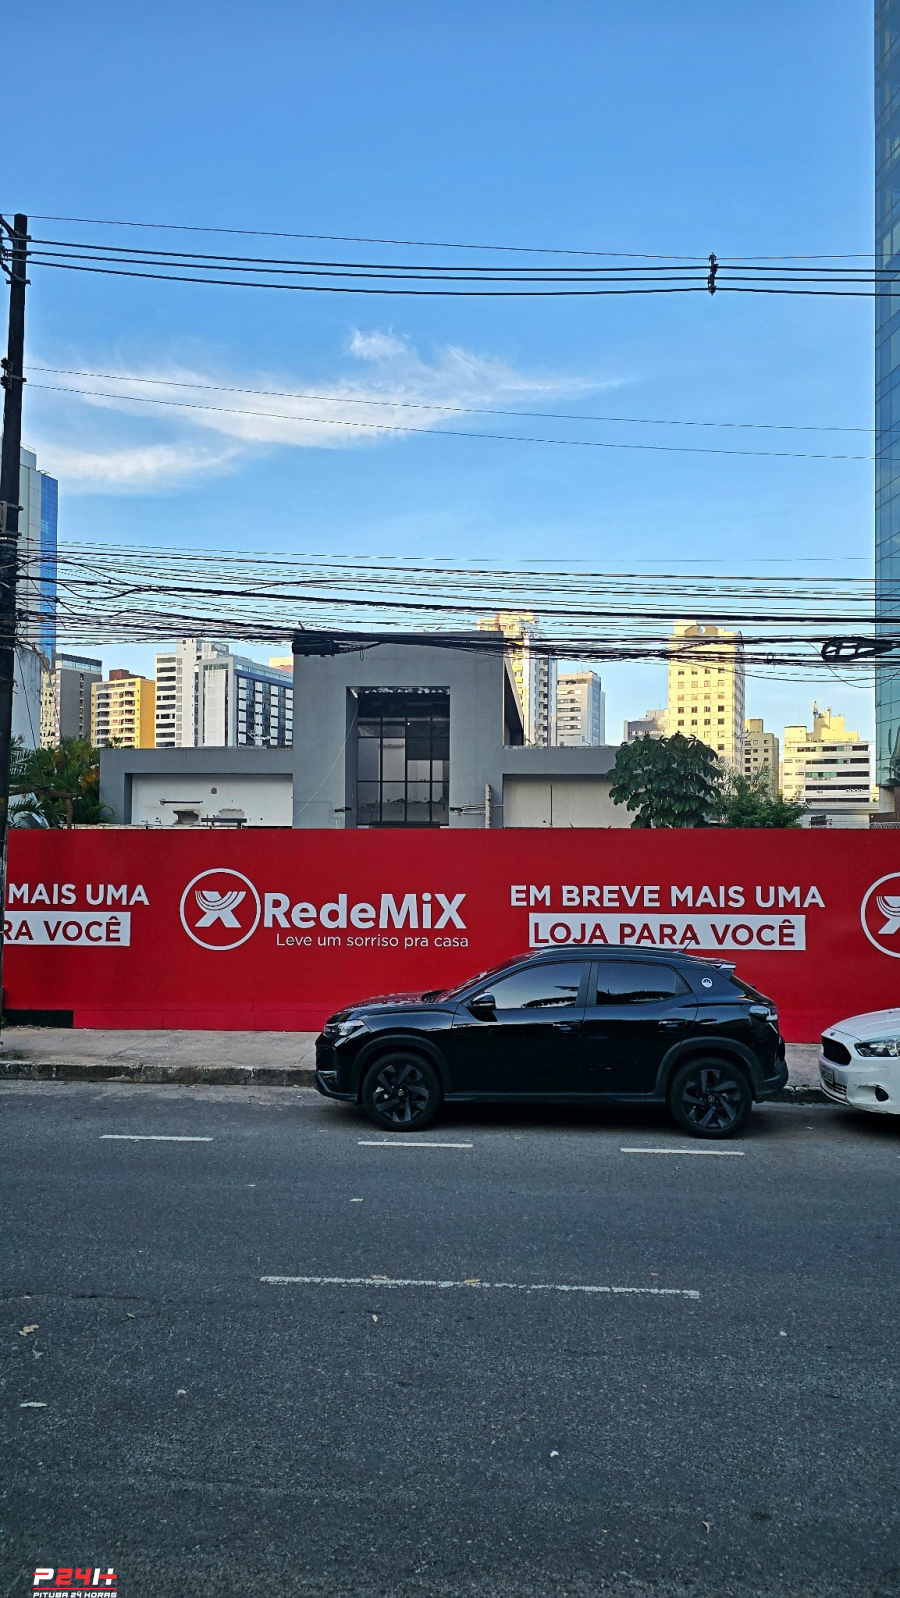 MAIS UMA
RA VOCÊ
RedeMiX
Leve um sorriso pra casa
EM BREVE MAIS UMA
LOJA PARA VOCÊ
P24H
PITUBA 24 HORAS